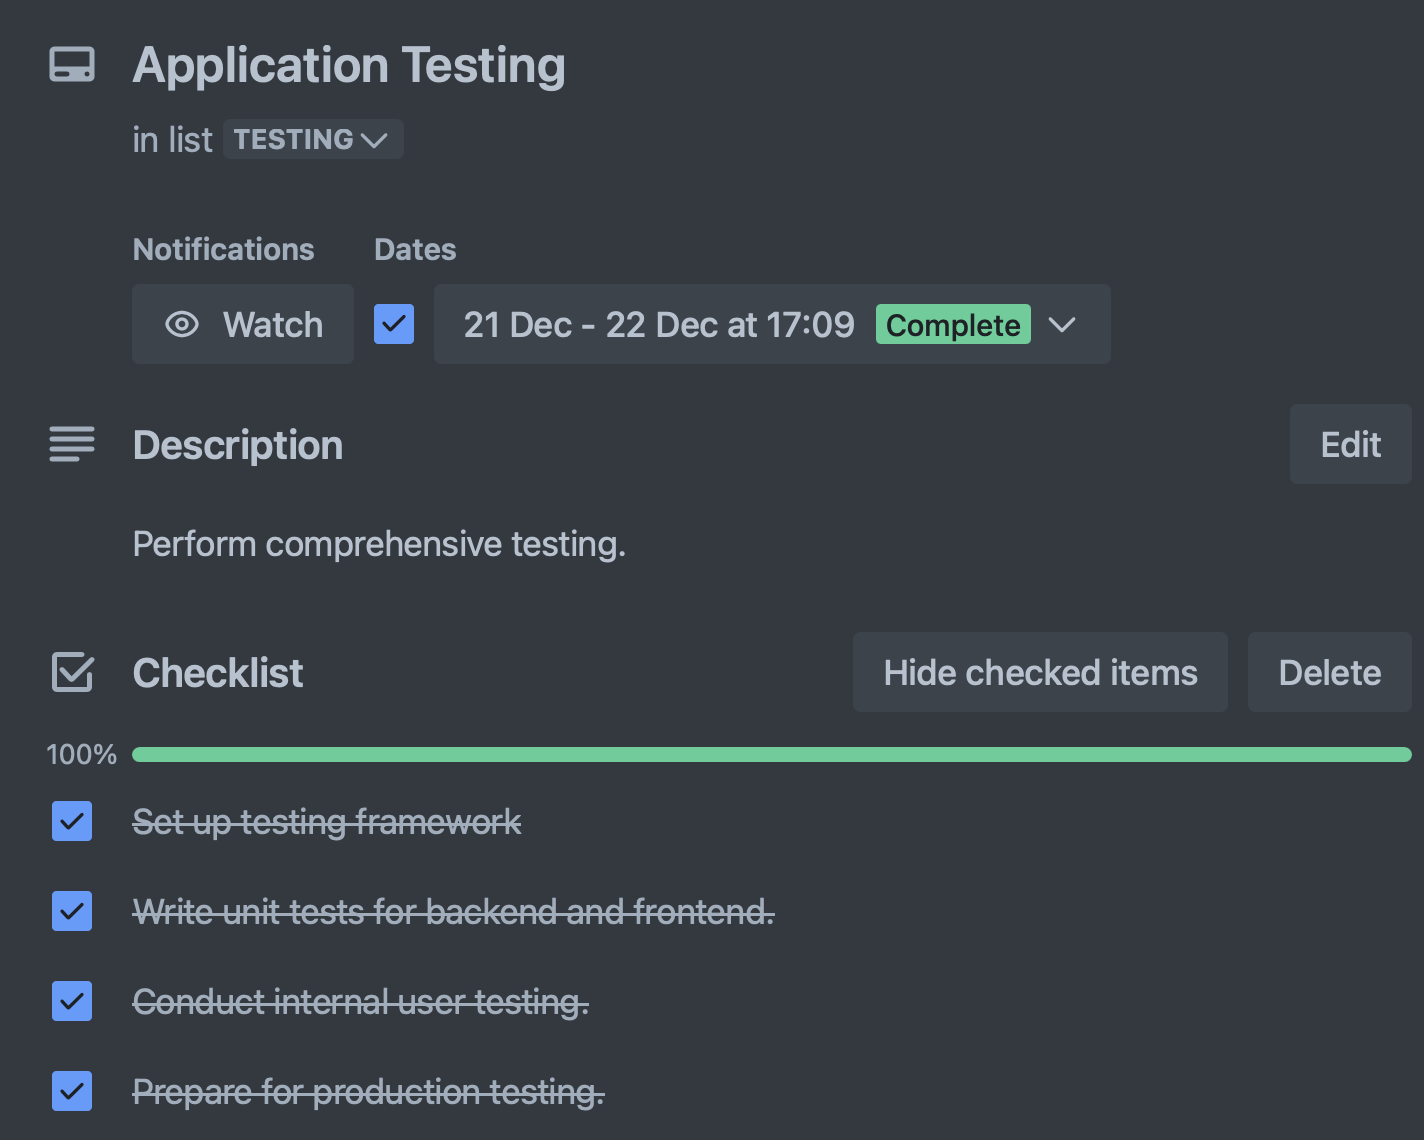 Application Testing
in list TESTING
Notifications Dates
Watch 21 Dec - 22 Dec at 17:09 Complete
Description Edit
Perform comprehensive testing.
Checklist Hide checked items Delete
100%
Set up testing framework
Write unit tests for backend and frontend.
Conduct internal user testing.
Prepare for production testing.